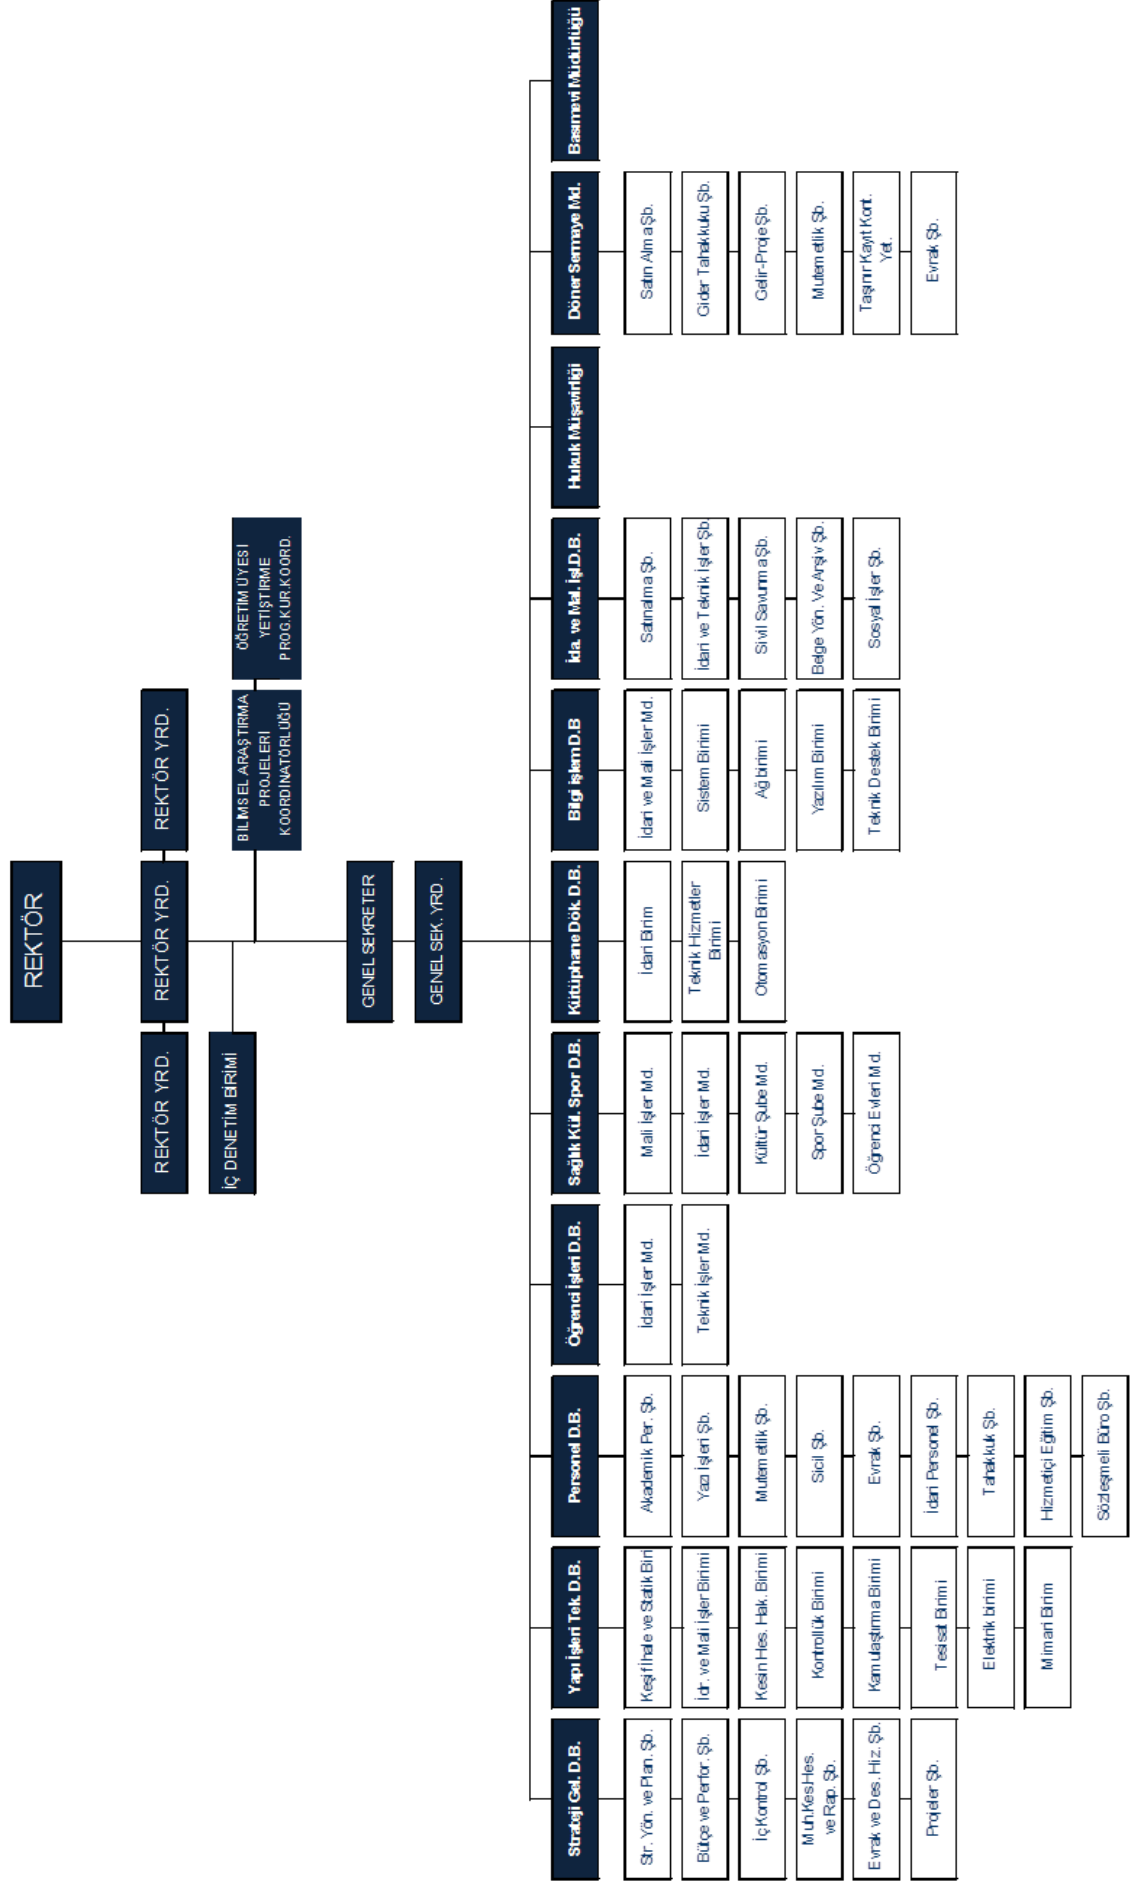 REKTÖR
REKTÖR YRD.
REKTÖR YRD.
REKTÖR YRD.
İÇ DENETİM BİRİMİ
BİLİMSEL ARAŞTIRMA
PROJELERİ
KOORDİNATÖRLÜĞÜ
ÖĞRETİM ÜYESİ
YETİŞTİRME
PROG.KUR.KOORD.
GENEL SEKRETER
GENEL SEK. YRD.
Strateji Gel. D.B.
Str. Yön. ve Plan. Şb.
Bütçe ve Perfor. Şb.
İç Kontrol Şb.
Muh.Kes.Hes.
ve Rap. Şb.
Evrak ve Des. Hiz. Şb.
Projeler Şb.
Yapı İşleri Tek. D.B.
Keşif İhale ve Statik Biri
İdr. ve Mali İşler Birimi
Kesin Hes. Hak. Birimi
Kontrollük Birimi
Kamulaştırma Birimi
Tesisat Birimi
Elektrik birimi
Mimari Birim
Personel D.B.
Akademik Per. Şb.
Yazı İşleri Şb.
Mutemetlik Şb.
Sicil Şb.
Evrak Şb.
İdari Personel Şb.
Tahakkuk Şb.
Hizmetiçi Eğitim Şb.
Sözleşmeli Büro Şb.
Öğrenci İşleri D.B.
İdari İşler Md.
Teknik İşler Md.
Sağlık Kül. Spor D.B.
Mali İşler Md.
İdari İşler Md.
Kültür Şube Md.
Spor Şube Md.
Öğrenci Evleri Md.
Kütüphane Dök. D.B.
İdari Birim
Teknik Hizmetler
Birimi
Otomasyon Birimi
Bilgi işlem D.B
İdari ve Mali İşler Md.
Sistem Birimi
Ağ birimi
Yazılım Birimi
Teknik Destek Birimi
İda. ve Mal. İşl.D.B.
Satınalma Şb.
İdari ve Teknik İşler Şb.
Sivil Savunma Şb.
Belge Yön. Ve Arşiv Şb.
Sosyal İşler Şb.
Hukuk Müşavirliği
Döner Sermaye Md.
Satın Alma Şb.
Gider Tahakkuku Şb.
Gelir-Proje Şb.
Mutemetlik Şb.
Taşınır Kayıt Kont.
Yet.
Evrak Şb.
Basımevi Müdürlüğü